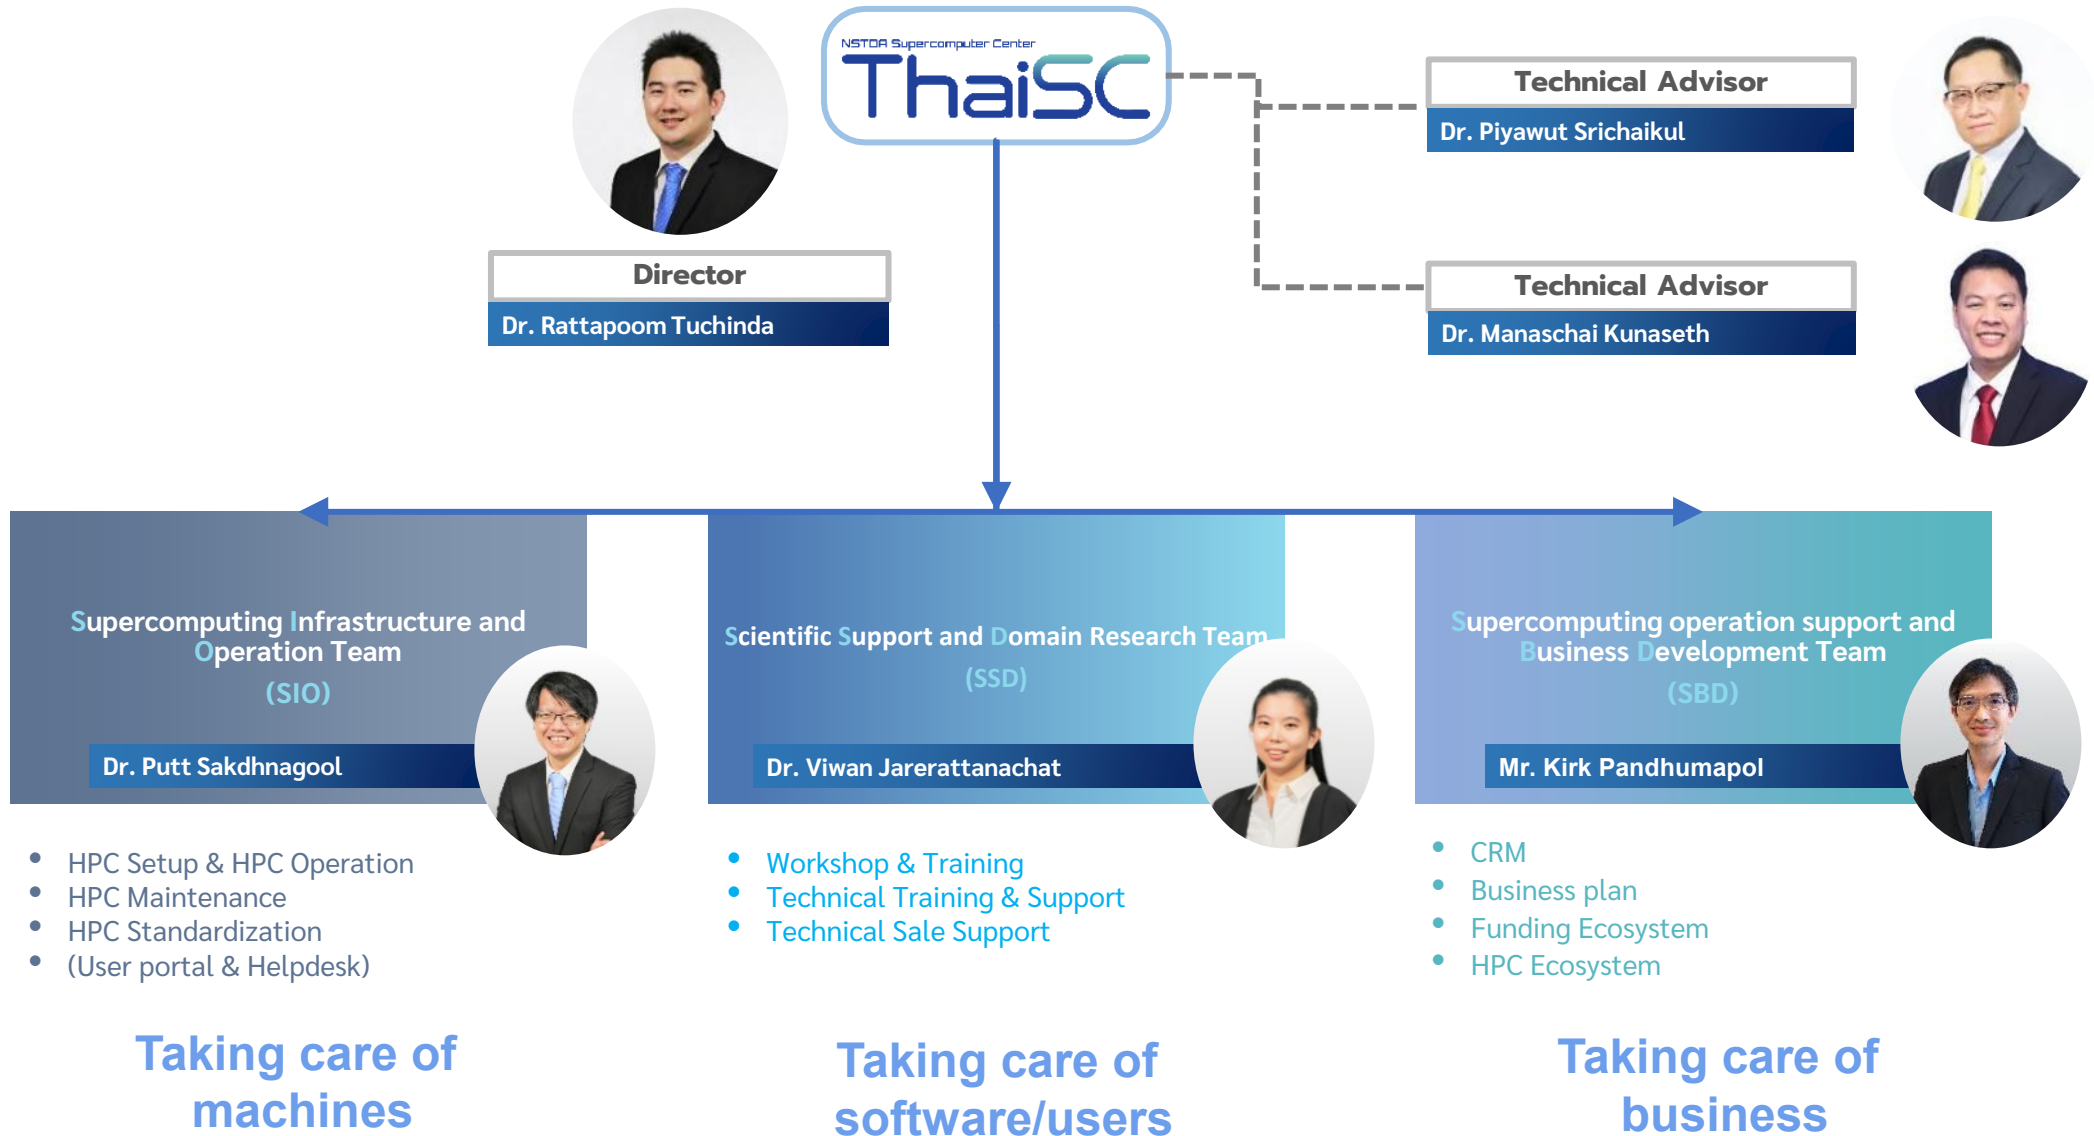 NSTDA Supercomputer Center
ThaiSC
Director
Dr. Rattapoom Tuchinda
Technical Advisor
Dr. Piyawut Srichaikul
Technical Advisor
Dr. Manaschai Kunaseth
Supercomputing Infrastructure and
Operation Team
(SIO)
Dr. Putt Sakdhnagool
• HPC Setup & HPC Operation
• HPC Maintenance
• HPC Standardization
• (User portal & Helpdesk)
Taking care of
machines
Scientific Support and Domain Research Team
(SSD)
Dr. Viwan Jarerattanachat
• Workshop & Training
• Technical Training & Support
• Technical Sale Support
Taking care of
software/users
Supercomputing operation support and
Business Development Team
(SBD)
Mr. Kirk Pandhumapol
• CRM
• Business plan
• Funding Ecosystem
• HPC Ecosystem
Taking care of
business